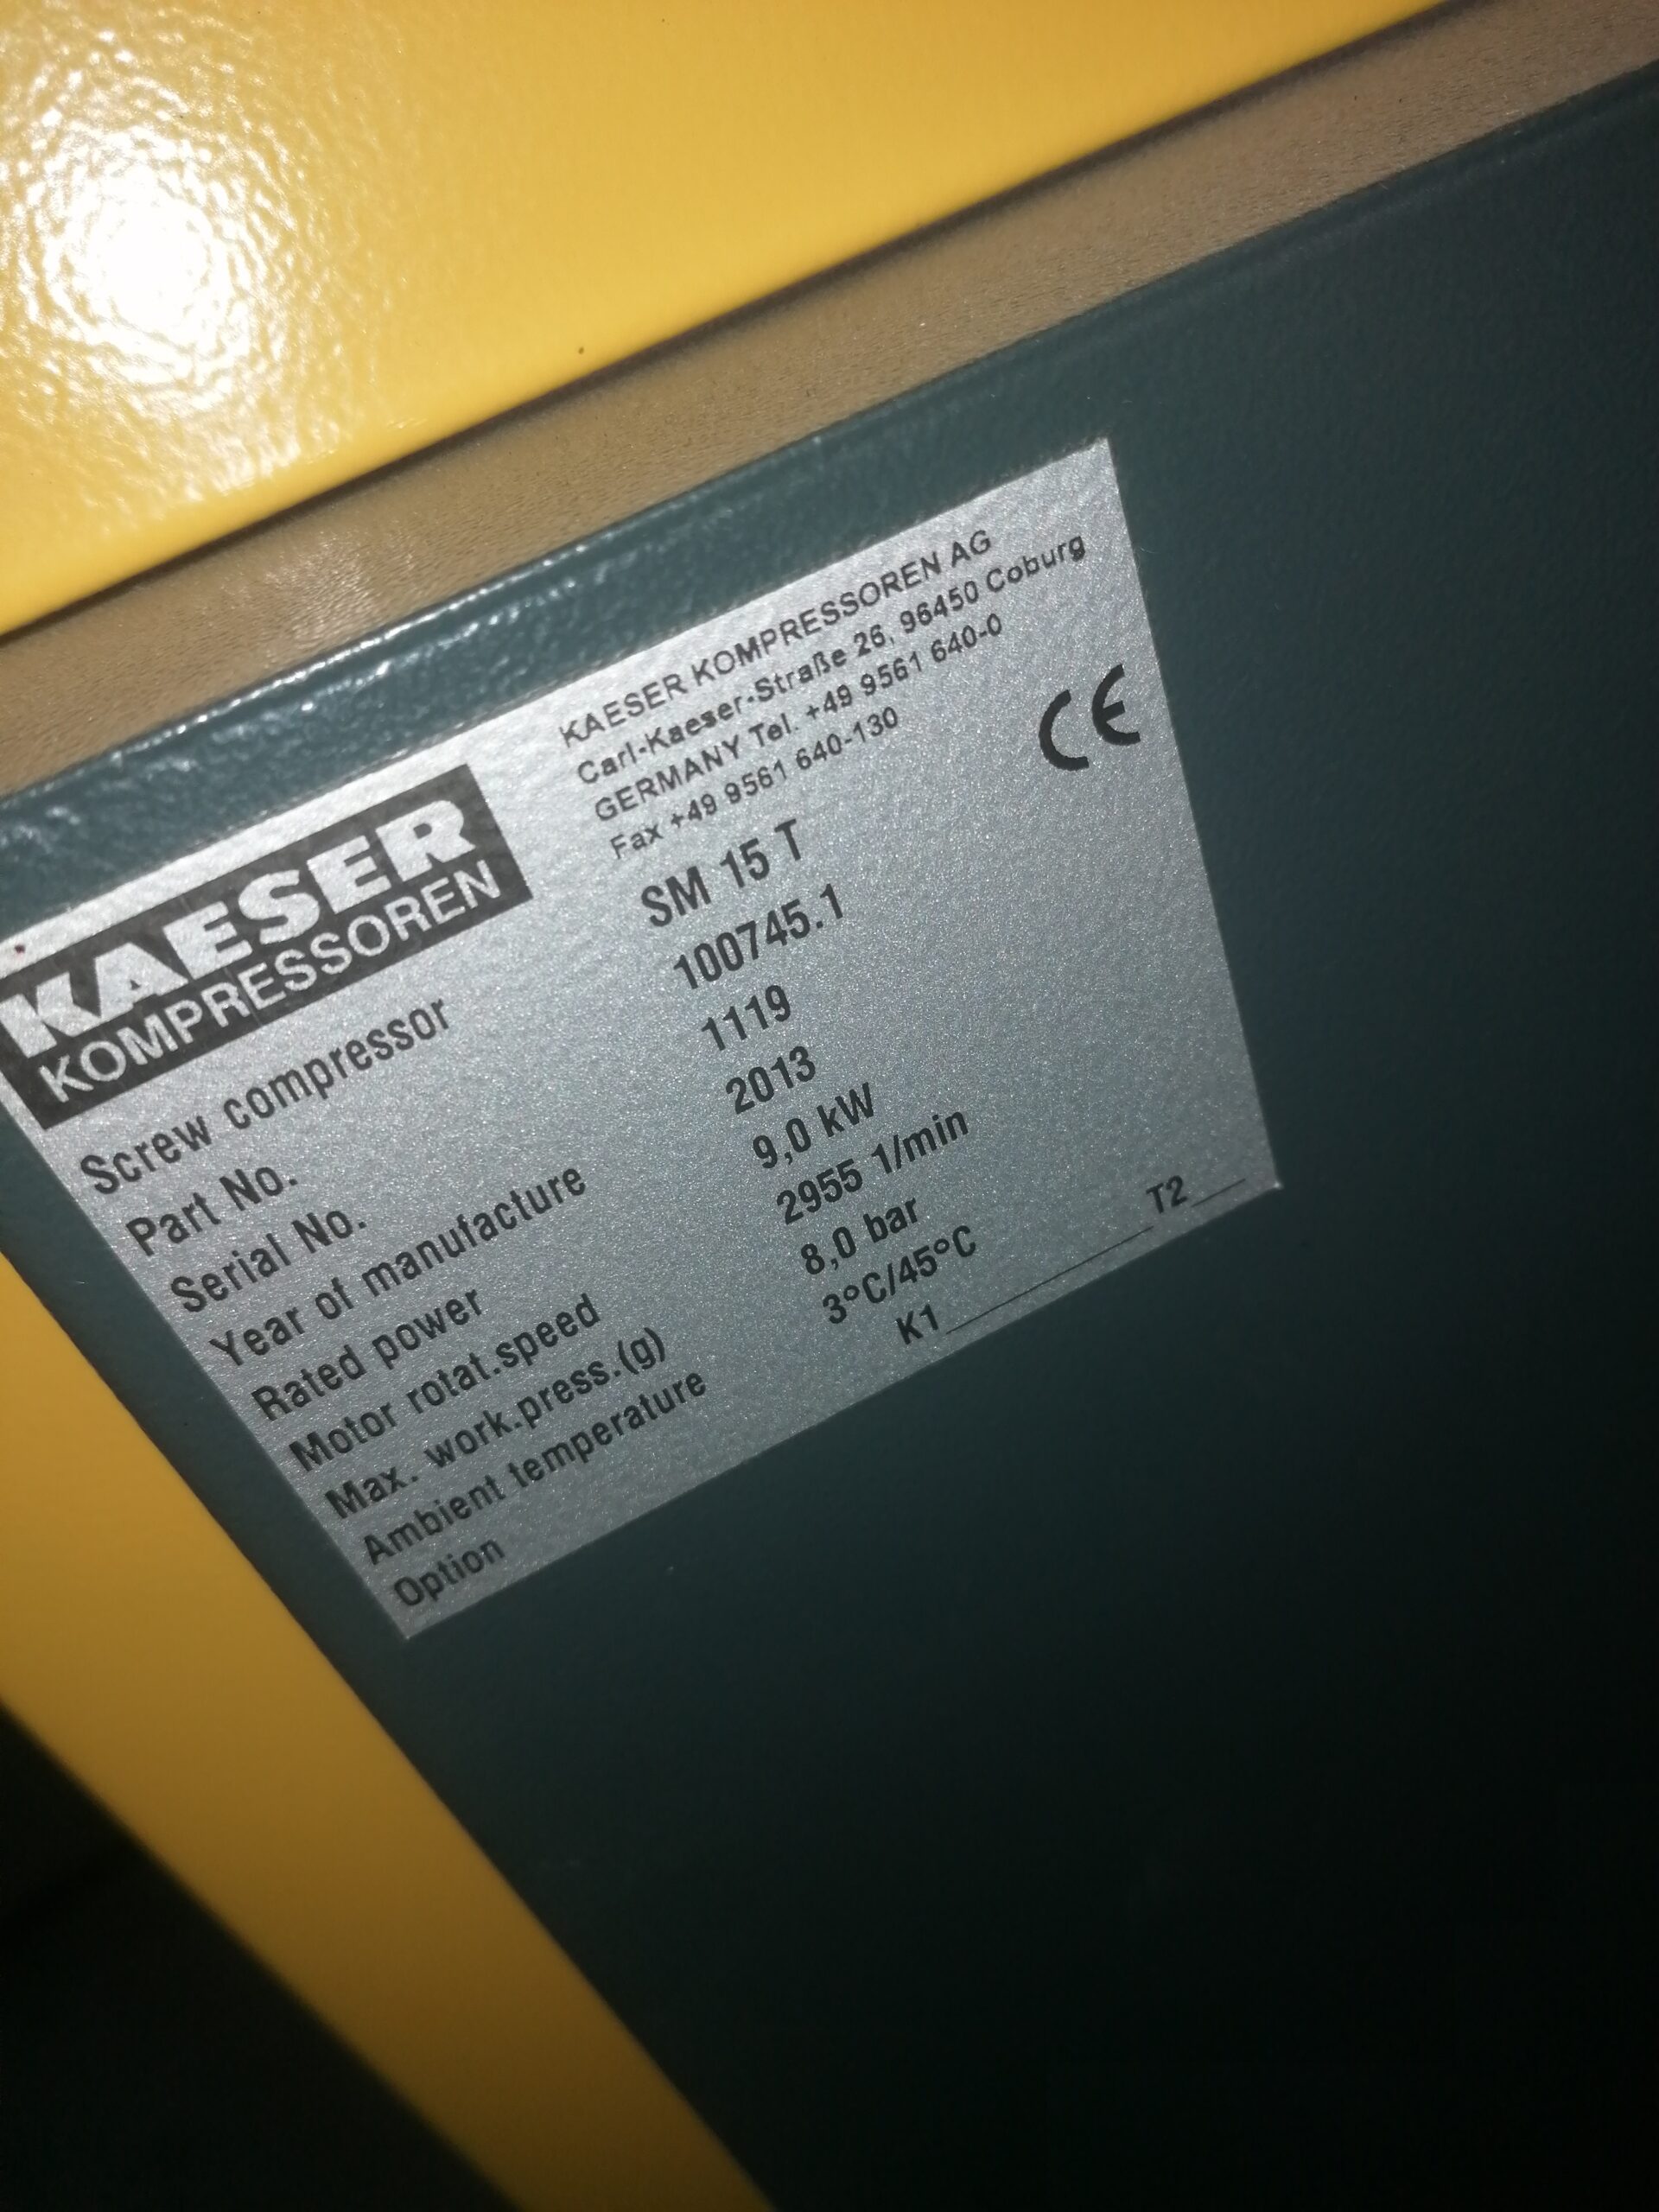 KAESER
KOMPRESSOREN
KAESER KOMPRESSOREN AG
Carl-Kaeser-Straße 26, 96450 Coburg
GERMANY Tel. +49 9561 640-0
Fax +49 9561 640-130
CE
Screw compressor SM 15 T
Part No. 100745.1
Serial No. 1119
Year of manufacture 2013
Rated power 9,0 kW
Motor rotat.speed 2955 1/min
Max. work.press.(g) 8,0 bar
Ambient temperature 3°C/45°C
Option K1 T2